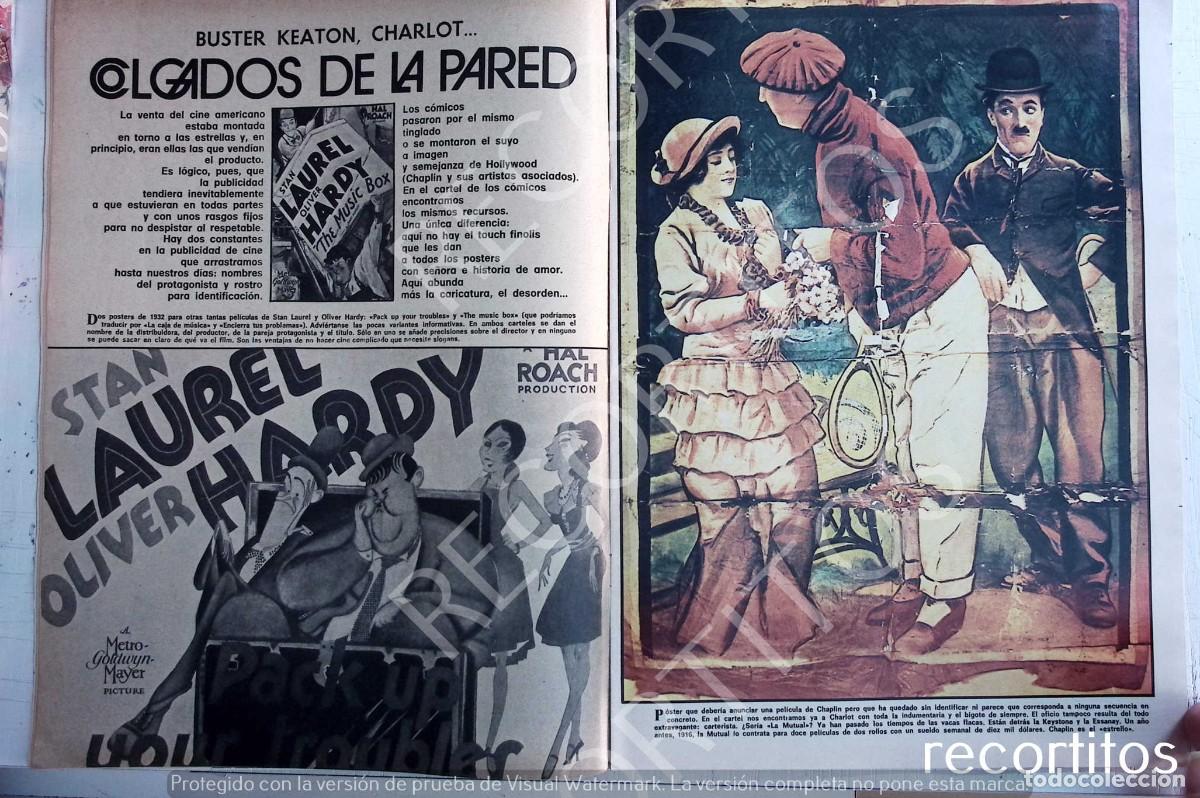 BUSTER KEATON, CHARLOT...
COLGADOS DE LA PARED
La venta del cine americano
estaba montada
en torno a las estrellas y, en
principio, eran ellas las que vendían
el producto.
Es lógico, pues, que
la publicidad
tendiera inevitablemente
a que estuvieran en todas partes
y con unos rasgos fijos
para no despistar al respetable.
Hay dos constantes
en la publicidad de cine
que arrastramos
hasta nuestros días: nombres
del protagonista y rostro
para identificación.
HAL
ROACH
STAN
LAUREL
OLIVER
HARDY
The Music Box
Metro
Goldwyn
Mayer
Los cómicos
pasaron por el mismo
tinglado
o se montaron el suyo
a imagen
y semejanza de Hollywood
(Chaplin y sus artistas asociados).
En el cartel de los cómicos
encontramos
los mismos recursos.
Una única diferencia:
aquí no hay el touch finolis
que les dan
a todos los posters
con señora e historia de amor.
Aquí abunda
más la caricatura, el desorden...
Dos posters de 1932 para otras tantas películas de Stan Laurel y Oliver Hardy: «Pack up your troubles» y «The music box» (que podríamos
traducir por «La caja de música» y «Encierra tus problemas»). Adviértanse las pocas variantes informativas. En ambos carteles se dan el
nombre de la distribuidora, del productor, de la pareja protagonista y el título. Sólo en uno se añade precisiones sobre el director y en ninguno
se puede sacar en claro de qué va el film. Son las ventajas de no hacer cine complicado que necesite slogans.
STAN
LAUREL
OLIVER
HARDY
A
HAL
ROACH
PRODUCTION
A
Metro-
Goldwyn-
Mayer
PICTURE
Pack up
your troubles
Póster que debería anunciar una película de Chaplin pero que ha quedado sin identificar ni parece que corresponda a ninguna secuencia en
concreto. En el cartel nos encontramos ya a Charlot con toda la indumentaria y el bigote de siempre. El oficio tampoco resulta del todo
extravagante: carterista. ¿Sería «La Mutual»? Ya han pasado los tiempos de las vacas flacas. Están detrás la Keystone y la Essanay. Un año
antes, 1916, la Mutual lo contrata para doce películas de dos rollos con un sueldo semanal de diez mil dólares. Chaplin es el «estrello».
recortitos
todocoleccion
Protegido con la versión de prueba de Visual Watermark. La versión completa no pone esta marca.
RECORTITOS
RECORTITOS